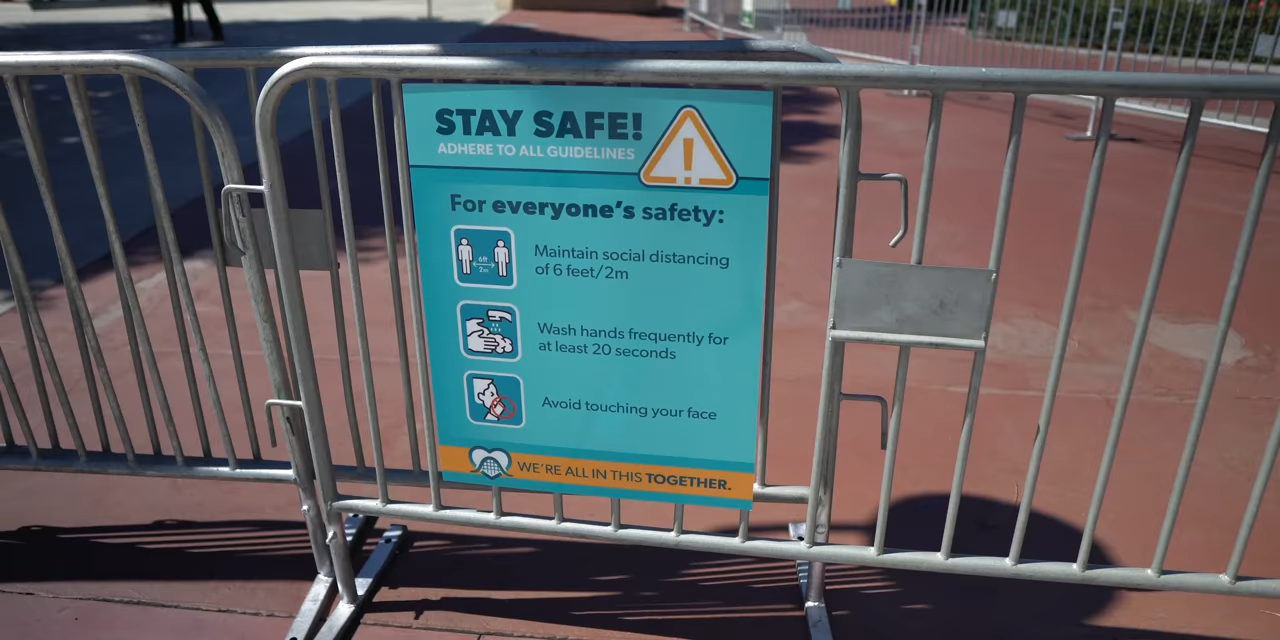 STAY SAFE!
ADHERE TO ALL GUIDELINES
For everyone's safety:
6ft
2m
Maintain social distancing
of 6 feet/2m
Wash hands frequently for
at least 20 seconds
Avoid touching your face
WE'RE ALL IN THIS TOGETHER.